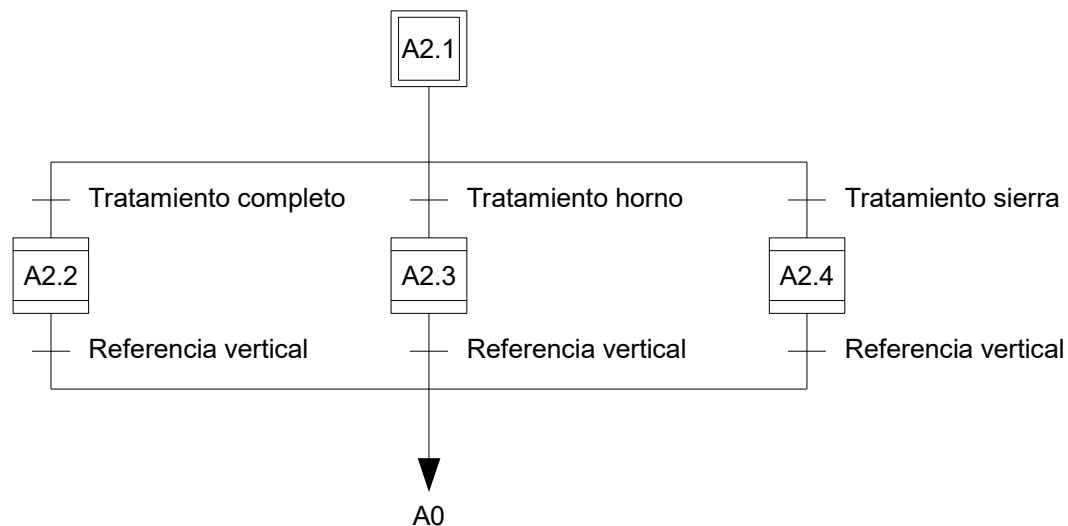 A2.1
Tratamiento completo
Tratamiento horno
Tratamiento sierra
A2.2
A2.3
A2.4
Referencia vertical
Referencia vertical
Referencia vertical
A0